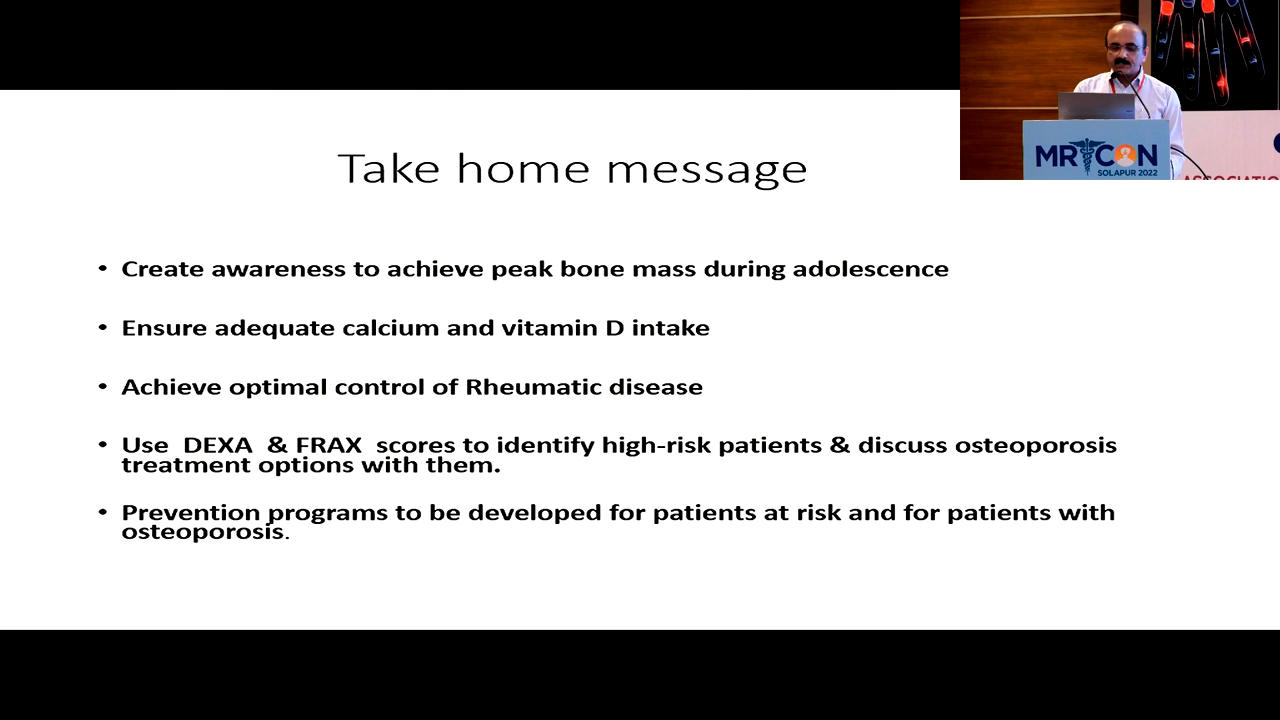 Take home message
• Create awareness to achieve peak bone mass during adolescence
• Ensure adequate calcium and vitamin D intake
• Achieve optimal control of Rheumatic disease
• Use DEXA & FRAX scores to identify high-risk patients & discuss osteoporosis
treatment options with them.
• Prevention programs to be developed for patients at risk and for patients with
osteoporosis.
MR CON
SOLAPUR 2022